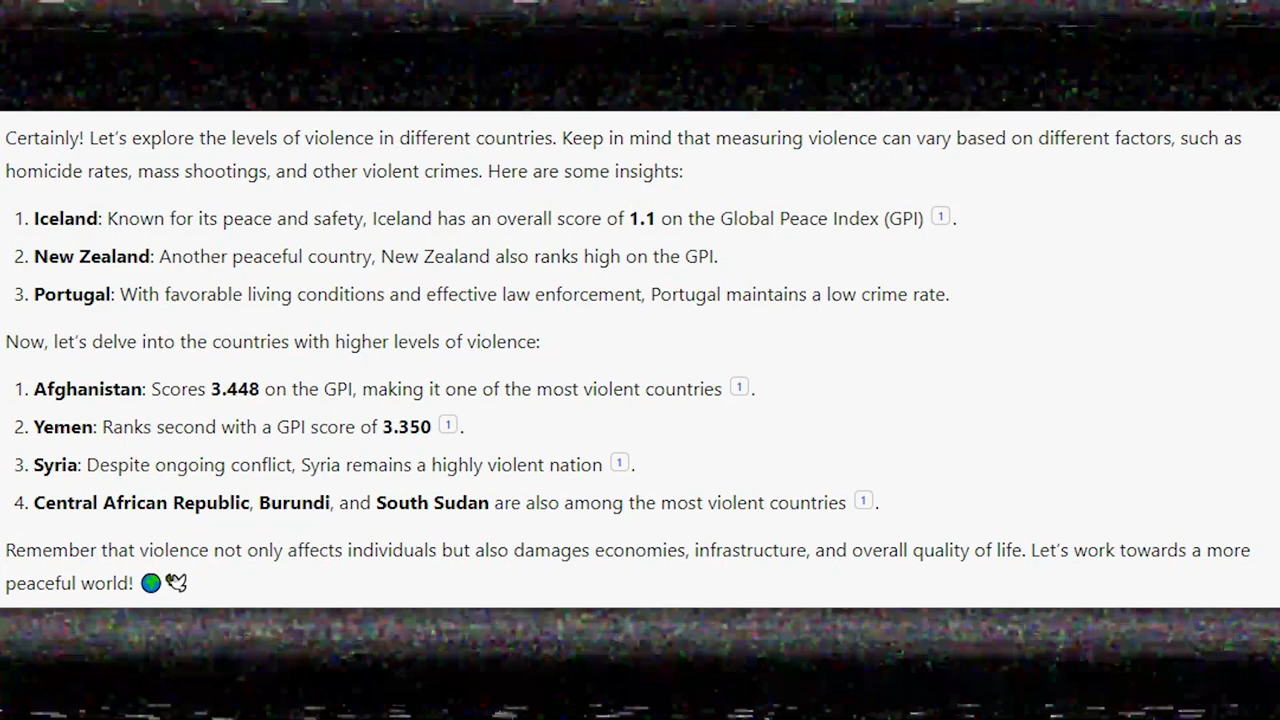 Certainly! Let’s explore the levels of violence in different countries. Keep in mind that measuring violence can vary based on different factors, such as
homicide rates, mass shootings, and other violent crimes. Here are some insights:
1. Iceland: Known for its peace and safety, Iceland has an overall score of 1.1 on the Global Peace Index (GPI) 1.
2. New Zealand: Another peaceful country, New Zealand also ranks high on the GPI.
3. Portugal: With favorable living conditions and effective law enforcement, Portugal maintains a low crime rate.
Now, let’s delve into the countries with higher levels of violence:
1. Afghanistan: Scores 3.448 on the GPI, making it one of the most violent countries 1.
2. Yemen: Ranks second with a GPI score of 3.350 1.
3. Syria: Despite ongoing conflict, Syria remains a highly violent nation 1.
4. Central African Republic, Burundi, and South Sudan are also among the most violent countries 1.
Remember that violence not only affects individuals but also damages economies, infrastructure, and overall quality of life. Let’s work towards a more
peaceful world! 🌍🕊